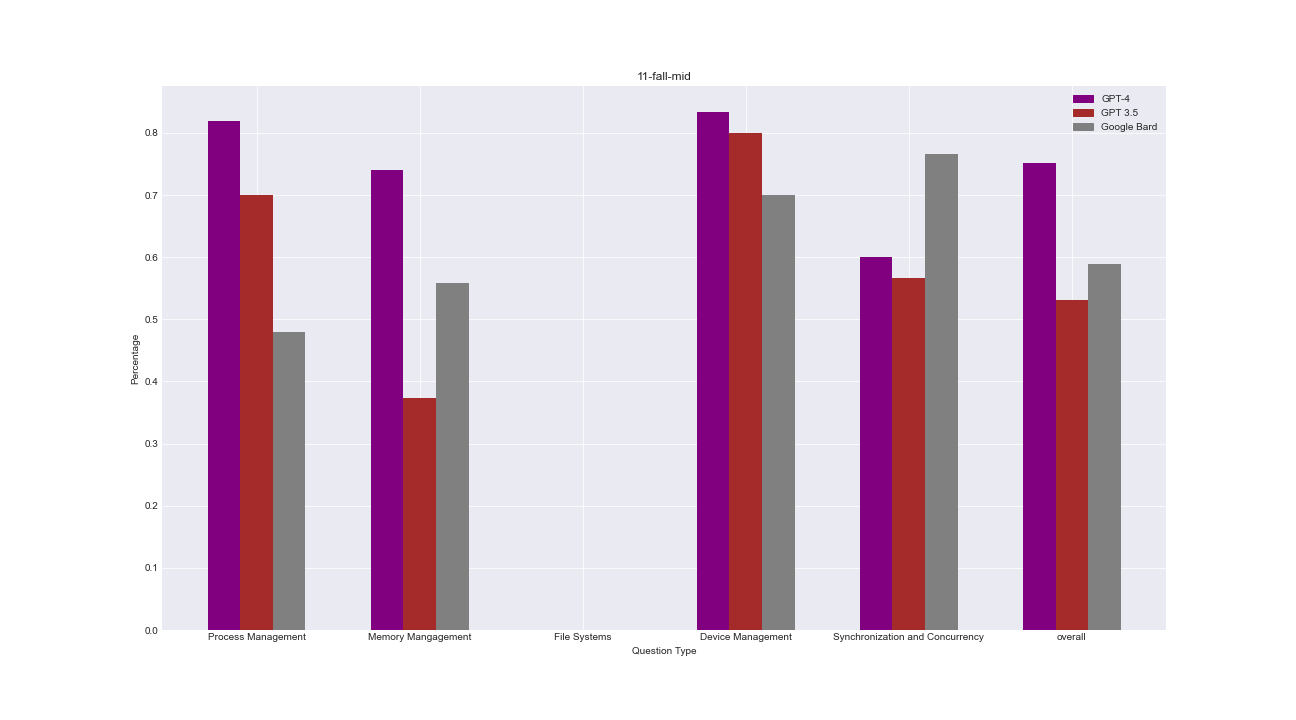 11-fall-mid
GPT-4
GPT 3.5
Google Bard
Percentage
0.8
0.7
0.6
0.5
0.4
0.3
0.2
0.1
0.0
Process Management
Memory Mangagement
File Systems
Device Management
Synchronization and Concurrency
overall
Question Type